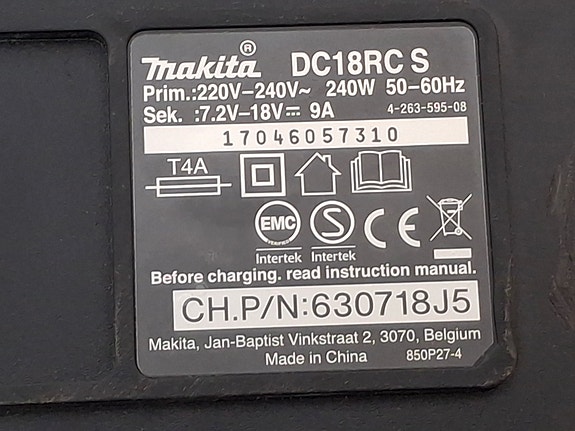 Makita® DC18RC S
Prim.:220V–240V~ 240W 50–60Hz
Sek. :7.2V–18V⎓ 9A 4-263-595-08
17046057310
T4A
EMC S CE
VERIFIED
Intertek Intertek
Before charging. read instruction manual.
CH.P/N:630718J5
Makita, Jan-Baptist Vinkstraat 2, 3070, Belgium
Made in China 850P27-4